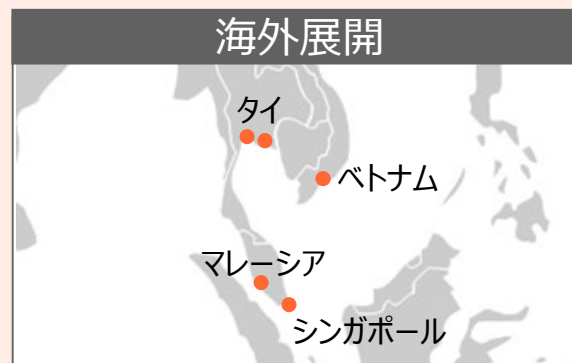 海外展開
タイ
ベトナム
マレーシア
シンガポール